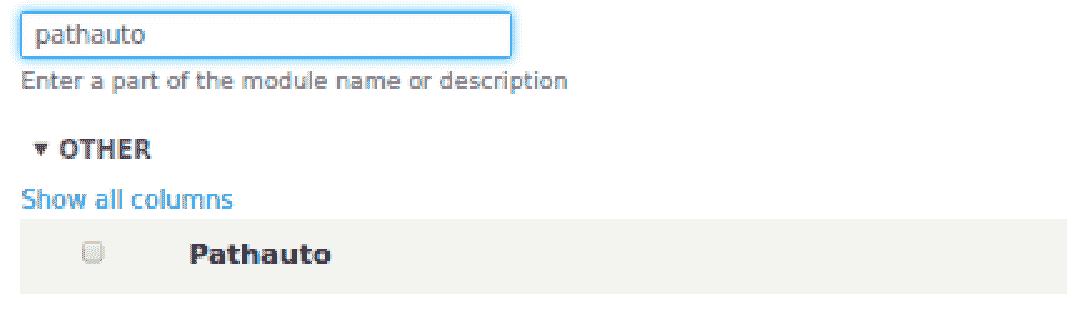 pathauto
Enter a part of the module name or description
▼ OTHER
Show all columns
Pathauto